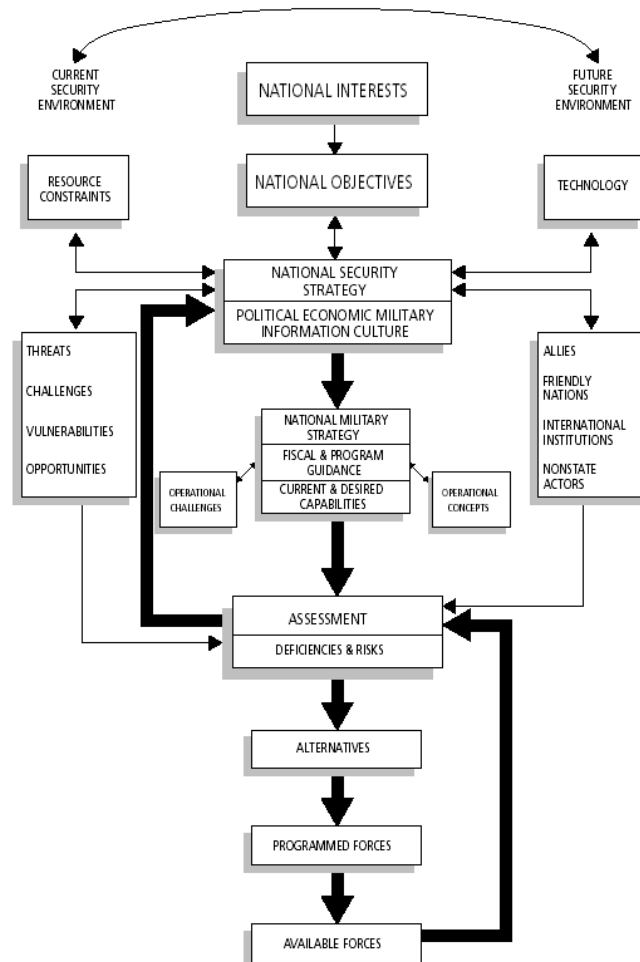 CURRENT
SECURITY
ENVIRONMENT
NATIONAL INTERESTS
FUTURE
SECURITY
ENVIRONMENT
RESOURCE
CONSTRAINTS
NATIONAL OBJECTIVES
TECHNOLOGY
NATIONAL SECURITY
STRATEGY
POLITICAL ECONOMIC MILITARY
INFORMATION CULTURE
THREATS
CHALLENGES
VULNERABILITIES
OPPORTUNITIES
ALLIES
FRIENDLY
NATIONS
INTERNATIONAL
INSTITUTIONS
NONSTATE
ACTORS
NATIONAL MILITARY
STRATEGY
FISCAL & PROGRAM
GUIDANCE
CURRENT & DESIRED
CAPABILITIES
OPERATIONAL
CHALLENGES
OPERATIONAL
CONCEPTS
ASSESSMENT
DEFICIENCIES & RISKS
ALTERNATIVES
PROGRAMMED FORCES
AVAILABLE FORCES